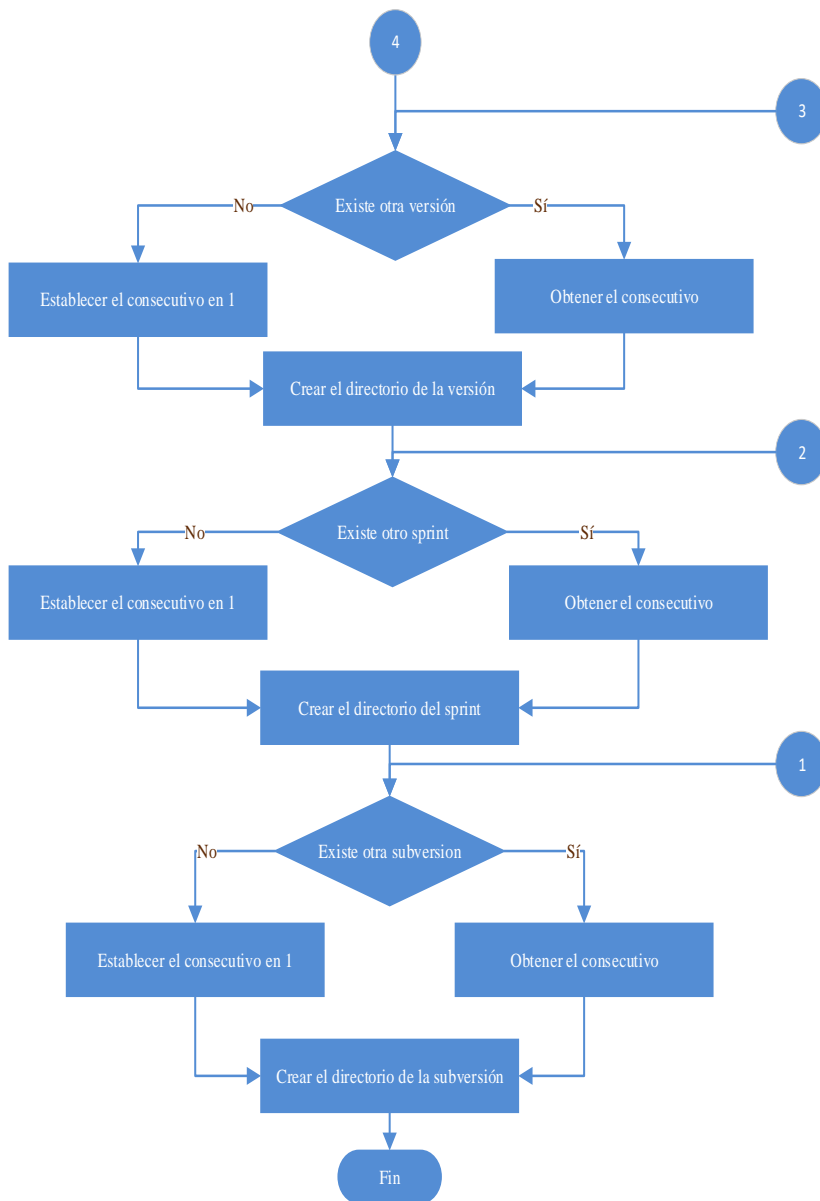 4
3
Existe otra versión
No
Sí
Establecer el consecutivo en 1
Obtener el consecutivo
Crear el directorio de la versión
2
Existe otro sprint
No
Sí
Establecer el consecutivo en 1
Obtener el consecutivo
Crear el directorio del sprint
1
Existe otra subversion
No
Sí
Establecer el consecutivo en 1
Obtener el consecutivo
Crear el directorio de la subversión
Fin